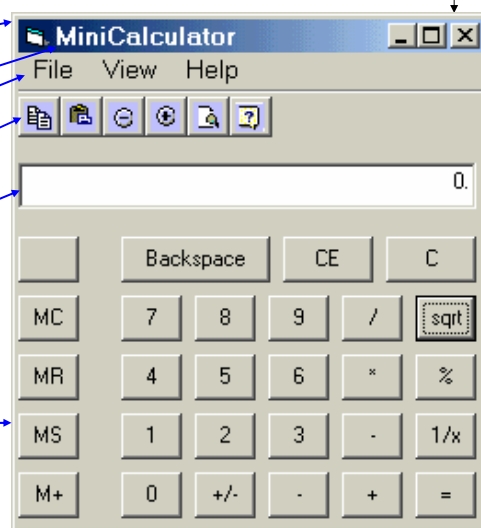 MiniCalculator
File View Help
0.
Backspace CE C
MC 7 8 9 / sqrt
MR 4 5 6 * %
MS 1 2 3 - 1/x
M+ 0 +/- - + =